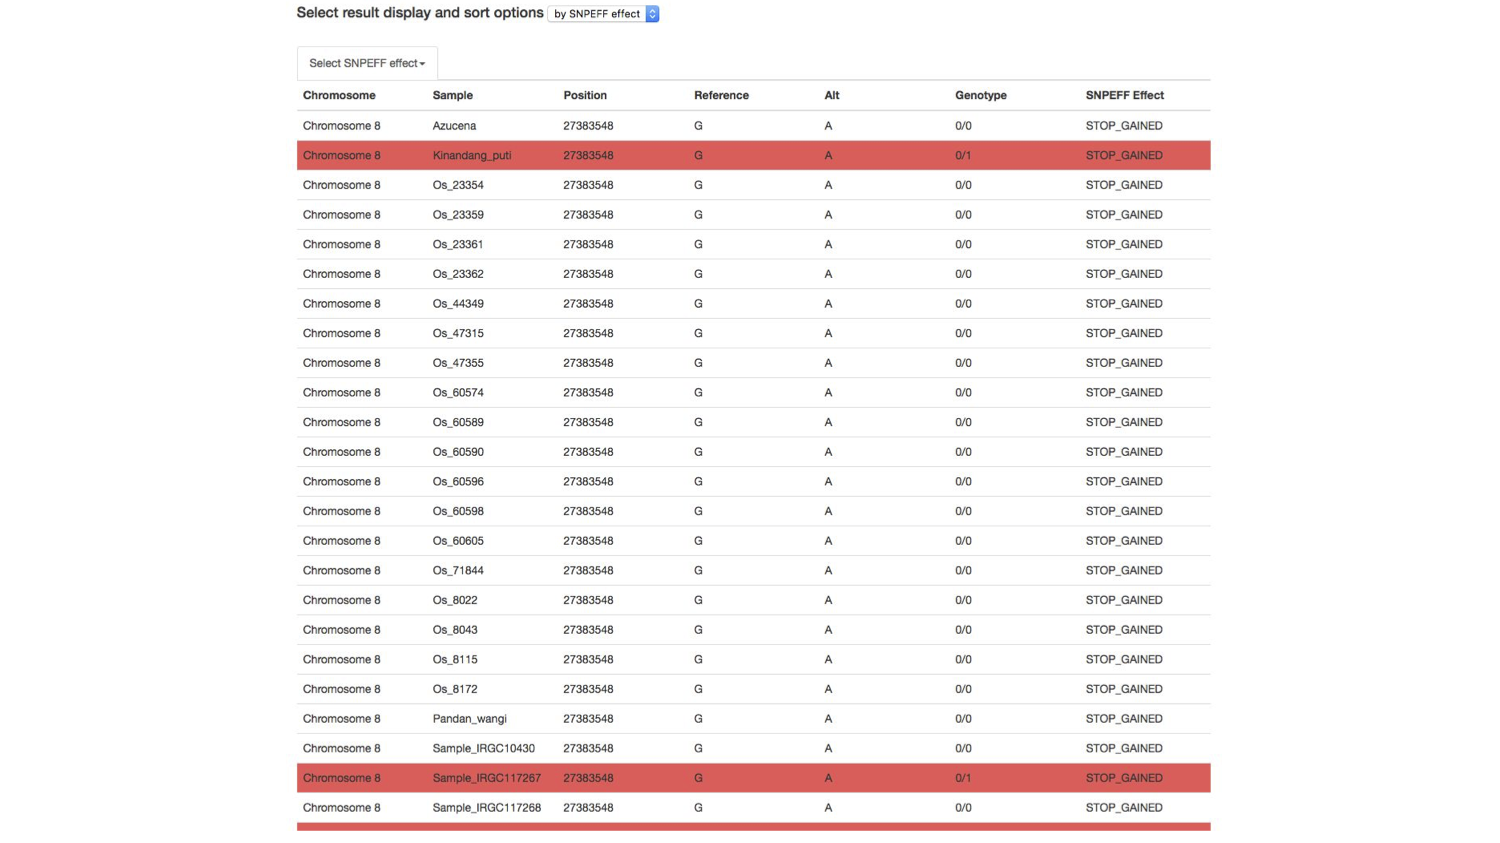 Select result display and sort options by SNPEFF effect
Select SNPEFF effect
Chromosome Sample Position Reference Alt Genotype SNPEFF Effect
Chromosome 8 Azucena 27383548 G A 0/0 STOP_GAINED
Chromosome 8 Kinandang_puti 27383548 G A 0/1 STOP_GAINED
Chromosome 8 Os_23354 27383548 G A 0/0 STOP_GAINED
Chromosome 8 Os_23359 27383548 G A 0/0 STOP_GAINED
Chromosome 8 Os_23361 27383548 G A 0/0 STOP_GAINED
Chromosome 8 Os_23362 27383548 G A 0/0 STOP_GAINED
Chromosome 8 Os_44349 27383548 G A 0/0 STOP_GAINED
Chromosome 8 Os_47315 27383548 G A 0/0 STOP_GAINED
Chromosome 8 Os_47355 27383548 G A 0/0 STOP_GAINED
Chromosome 8 Os_60574 27383548 G A 0/0 STOP_GAINED
Chromosome 8 Os_60589 27383548 G A 0/0 STOP_GAINED
Chromosome 8 Os_60590 27383548 G A 0/0 STOP_GAINED
Chromosome 8 Os_60596 27383548 G A 0/0 STOP_GAINED
Chromosome 8 Os_60598 27383548 G A 0/0 STOP_GAINED
Chromosome 8 Os_60605 27383548 G A 0/0 STOP_GAINED
Chromosome 8 Os_71844 27383548 G A 0/0 STOP_GAINED
Chromosome 8 Os_8022 27383548 G A 0/0 STOP_GAINED
Chromosome 8 Os_8043 27383548 G A 0/0 STOP_GAINED
Chromosome 8 Os_8115 27383548 G A 0/0 STOP_GAINED
Chromosome 8 Os_8172 27383548 G A 0/0 STOP_GAINED
Chromosome 8 Pandan_wangi 27383548 G A 0/0 STOP_GAINED
Chromosome 8 Sample_IRGC10430 27383548 G A 0/0 STOP_GAINED
Chromosome 8 Sample_IRGC117267 27383548 G A 0/1 STOP_GAINED
Chromosome 8 Sample_IRGC117268 27383548 G A 0/0 STOP_GAINED